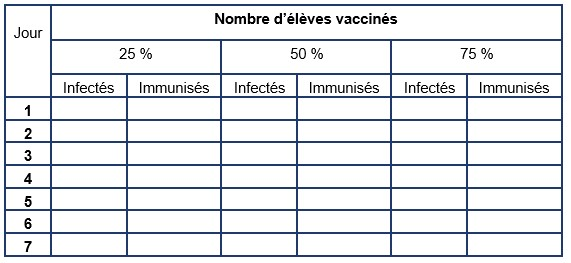 Nombre d’élèves vaccinés
Jour
25 % 50 % 75 %
Infectés Immunisés Infectés Immunisés Infectés Immunisés
1
2
3
4
5
6
7